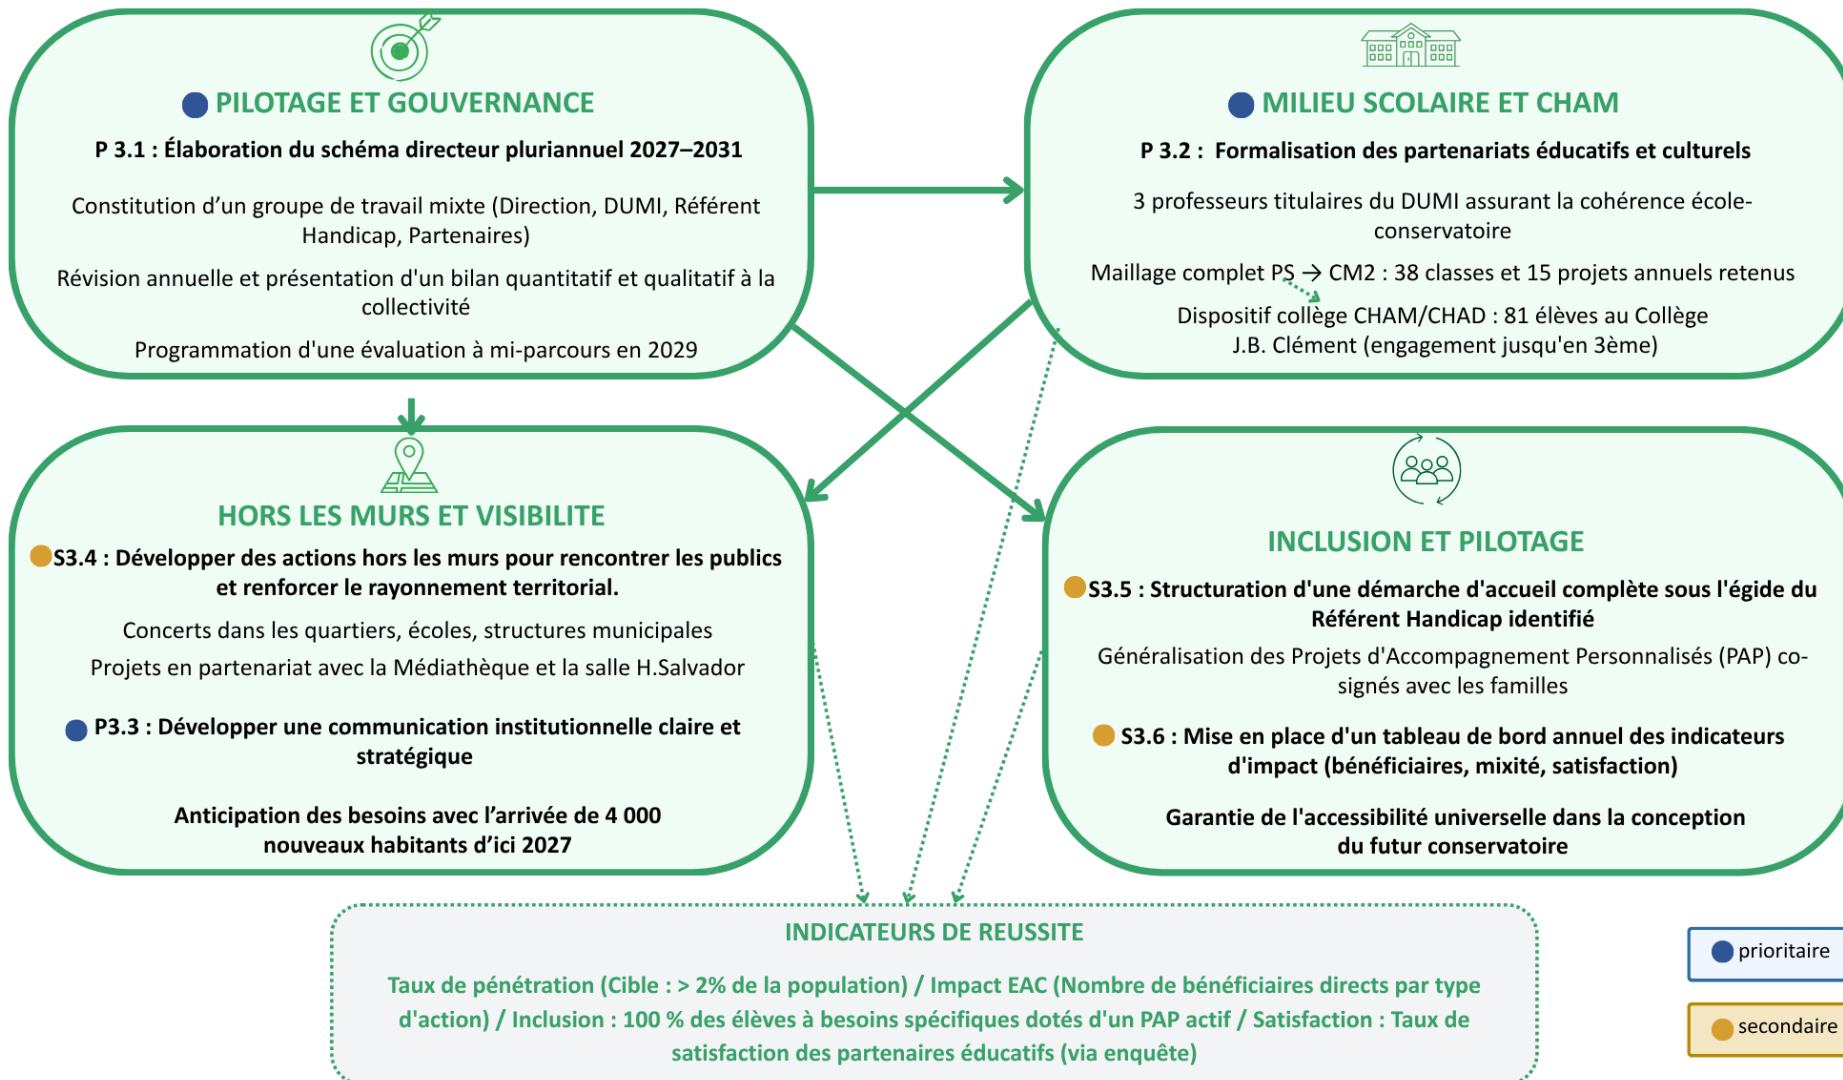 PILOTAGE ET GOUVERNANCE
P 3.1 : Élaboration du schéma directeur pluriannuel 2027–2031
Constitution d’un groupe de travail mixte (Direction, DUMI, Référent
Handicap, Partenaires)
Révision annuelle et présentation d'un bilan quantitatif et qualitatif à la
collectivité
Programmation d'une évaluation à mi-parcours en 2029
MILIEU SCOLAIRE ET CHAM
P 3.2 : Formalisation des partenariats éducatifs et culturels
3 professeurs titulaires du DUMI assurant la cohérence école-
conservatoire
Maillage complet PS → CM2 : 38 classes et 15 projets annuels retenus
Dispositif collège CHAM/CHAD : 81 élèves au Collège
J.B. Clément (engagement jusqu'en 3ème)
HORS LES MURS ET VISIBILITE
S3.4 : Développer des actions hors les murs pour rencontrer les publics
et renforcer le rayonnement territorial.
Concerts dans les quartiers, écoles, structures municipales
Projets en partenariat avec la Médiathèque et la salle H.Salvador
P3.3 : Développer une communication institutionnelle claire et
stratégique
Anticipation des besoins avec l’arrivée de 4 000
nouveaux habitants d’ici 2027
INCLUSION ET PILOTAGE
S3.5 : Structuration d'une démarche d'accueil complète sous l'égide du
Référent Handicap identifié
Généralisation des Projets d'Accompagnement Personnalisés (PAP) co-
signés avec les familles
S3.6 : Mise en place d'un tableau de bord annuel des indicateurs
d'impact (bénéficiaires, mixité, satisfaction)
Garantie de l'accessibilité universelle dans la conception
du futur conservatoire
INDICATEURS DE REUSSITE
Taux de pénétration (Cible : > 2% de la population) / Impact EAC (Nombre de bénéficiaires directs par type
d'action) / Inclusion : 100 % des élèves à besoins spécifiques dotés d'un PAP actif / Satisfaction : Taux de
satisfaction des partenaires éducatifs (via enquête)
prioritaire
secondaire